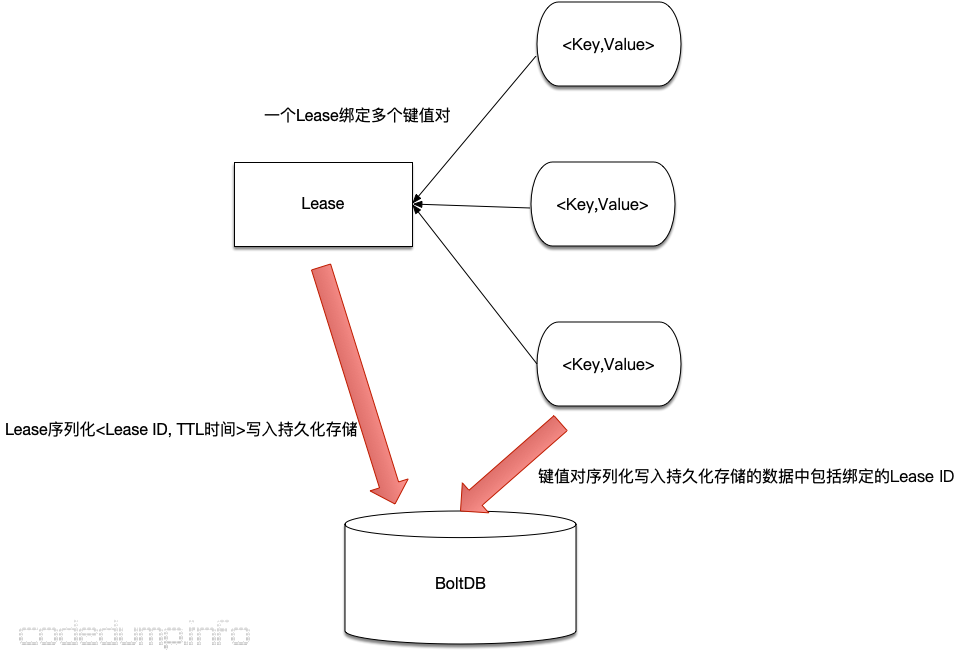 <Key,Value>
一个Lease绑定多个键值对
Lease
<Key,Value>
<Key,Value>
Lease序列化<Lease ID, TTL时间>写入持久化存储
键值对序列化写入持久化存储的数据中包括绑定的Lease ID
BoltDB
codedump.info